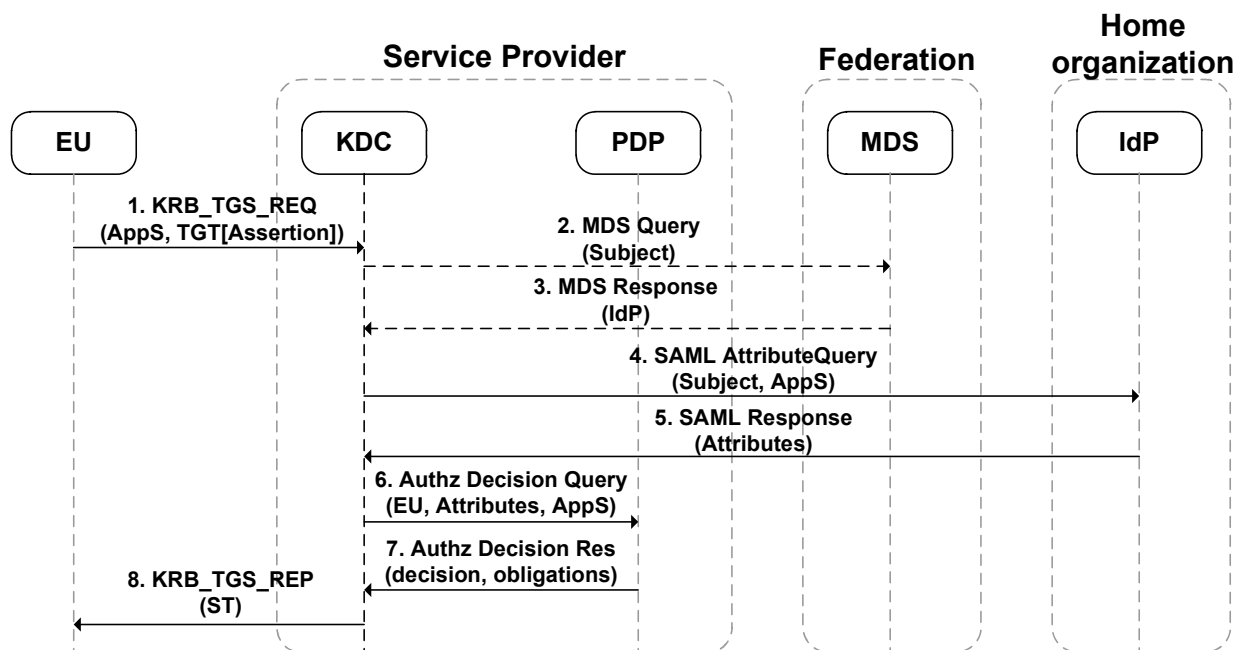 Service Provider
Federation
Home
organization
EU
KDC
PDP
MDS
IdP
1. KRB_TGS_REQ
(AppS, TGT[Assertion])
2. MDS Query
(Subject)
3. MDS Response
(IdP)
4. SAML AttributeQuery
(Subject, AppS)
5. SAML Response
(Attributes)
6. Authz Decision Query
(EU, Attributes, AppS)
7. Authz Decision Res
(decision, obligations)
8. KRB_TGS_REP
(ST)